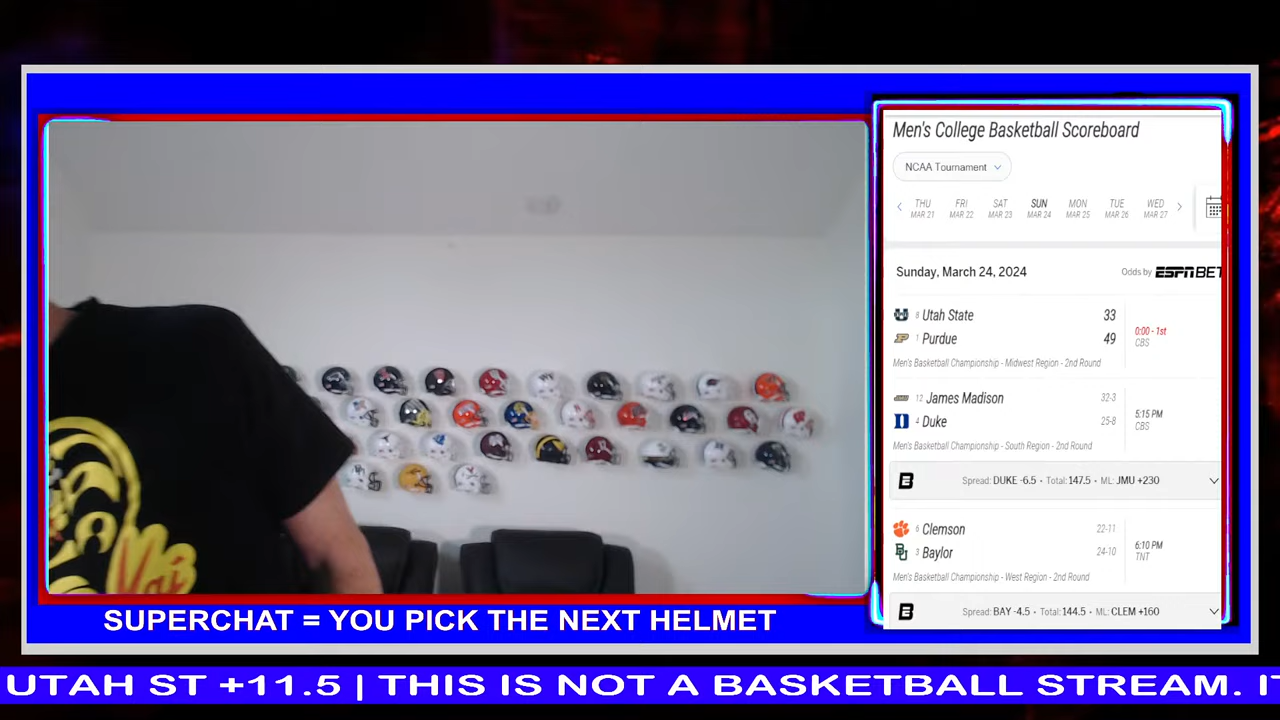 Men's College Basketball Scoreboard
NCAA Tournament
THU FRI SAT SUN MON TUE WED
MAR 21 MAR 22 MAR 23 MAR 24 MAR 25 MAR 26 MAR 27
Sunday, March 24, 2024 Odds by ESPN BET
8 Utah State 33
1 Purdue 49
0:00 - 1st
CBS
Men's Basketball Championship - Midwest Region - 2nd Round
12 James Madison 32-3
4 Duke 25-8
5:15 PM
CBS
Men's Basketball Championship - South Region - 2nd Round
Spread: DUKE -6.5 • Total: 147.5 • ML: JMU +230
6 Clemson 22-11
3 Baylor 24-10
6:10 PM
TNT
Men's Basketball Championship - West Region - 2nd Round
Spread: BAY -4.5 • Total: 144.5 • ML: CLEM +160
SUPERCHAT = YOU PICK THE NEXT HELMET
UTAH ST +11.5 | THIS IS NOT A BASKETBALL STREAM. IT